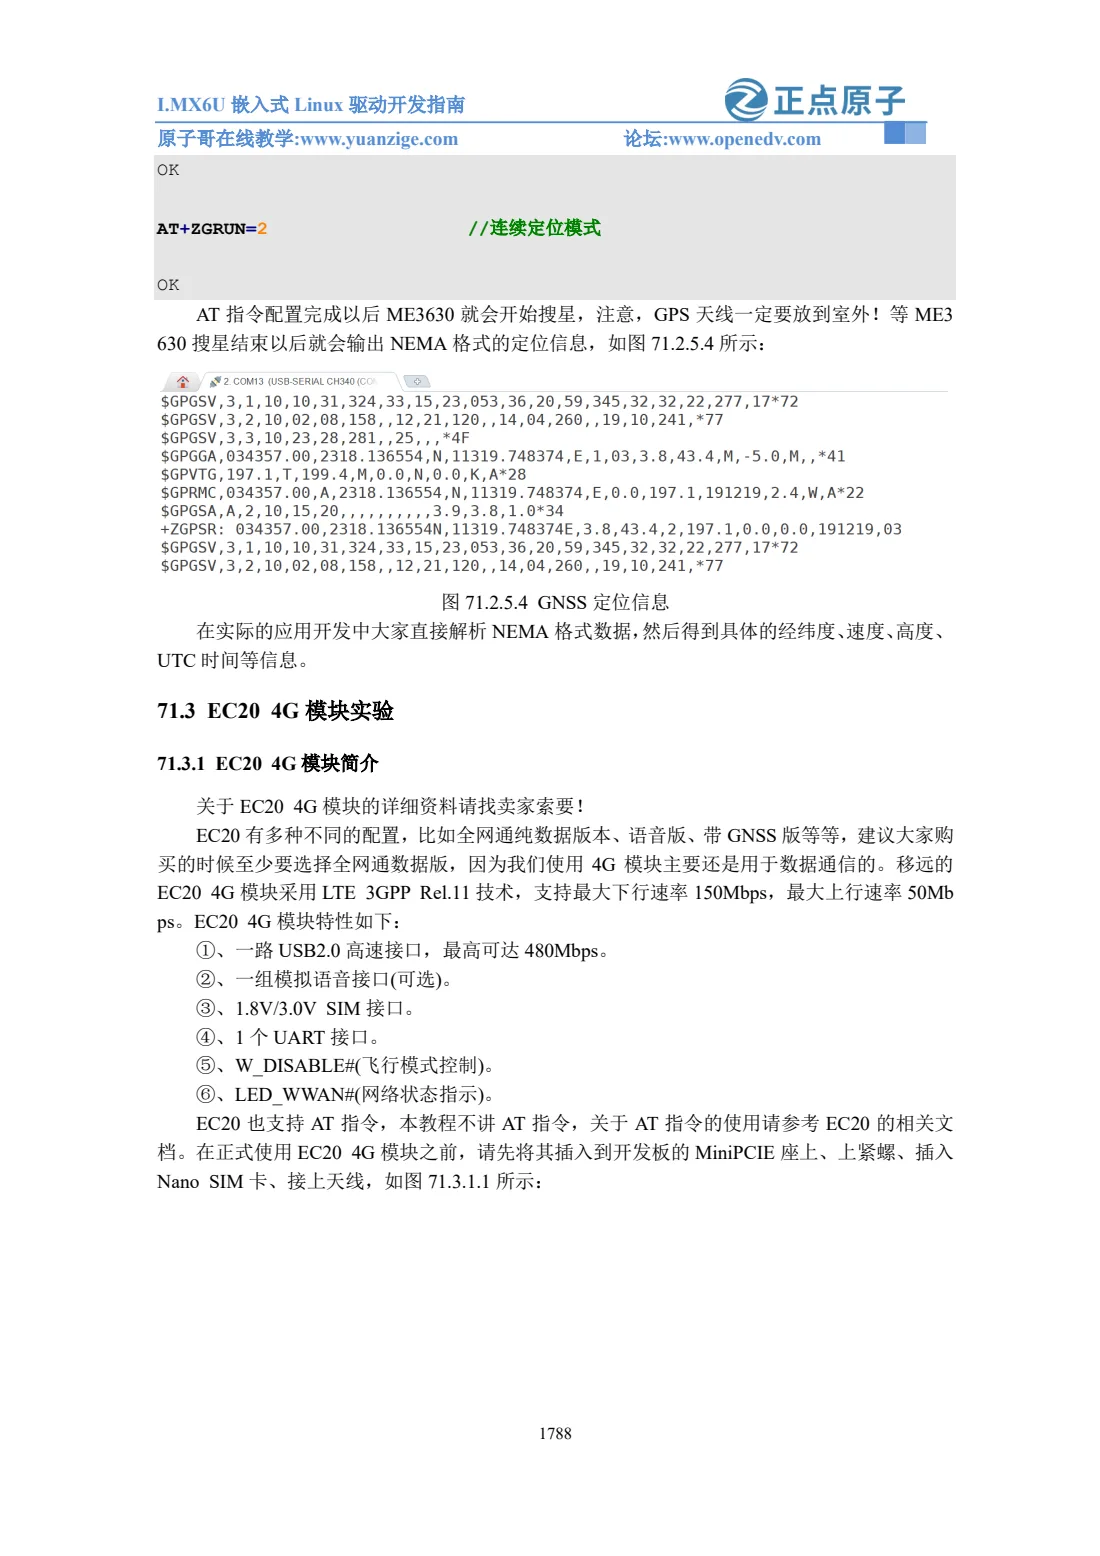 I.MX6U 嵌入式 Linux 驱动开发指南
正点原子
原子哥在线教学:www.yuanzige.com 论坛:www.openedv.com
OK
AT+ZGRUN=2 //连续定位模式
OK
AT 指令配置完成以后 ME3630 就会开始搜星，注意，GPS 天线一定要放到室外！等 ME3
630 搜星结束以后就会输出 NEMA 格式的定位信息，如图 71.2.5.4 所示：
2. COM13 (USB-SERIAL CH340 (CO
$GPGSV,3,1,10,10,31,324,33,15,23,053,36,20,59,345,32,32,22,277,17*72
$GPGSV,3,2,10,02,08,158,,12,21,120,,14,04,260,,19,10,241,*77
$GPGSV,3,3,10,23,28,281,,25,,,*4F
$GPGGA,034357.00,2318.136554,N,11319.748374,E,1,03,3.8,43.4,M,-5.0,M,,*41
$GPVTG,197.1,T,199.4,M,0.0,N,0.0,K,A*28
$GPRMC,034357.00,A,2318.136554,N,11319.748374,E,0.0,197.1,191219,2.4,W,A*22
$GPGSA,A,2,10,15,20,,,,,,,,,,3.9,3.8,1.0*34
+ZGPSR: 034357.00,2318.136554N,11319.748374E,3.8,43.4,2,197.1,0.0,0.0,191219,03
$GPGSV,3,1,10,10,31,324,33,15,23,053,36,20,59,345,32,32,22,277,17*72
$GPGSV,3,2,10,02,08,158,,12,21,120,,14,04,260,,19,10,241,*77
图 71.2.5.4 GNSS 定位信息
在实际的应用开发中大家直接解析 NEMA 格式数据，然后得到具体的经纬度、速度、高度、
UTC 时间等信息。
71.3 EC20 4G 模块实验
71.3.1 EC20 4G 模块简介
关于 EC20 4G 模块的详细资料请找卖家索要！
EC20 有多种不同的配置，比如全网通纯数据版本、语音版、带 GNSS 版等等，建议大家购
买的时候至少要选择全网通数据版，因为我们使用 4G 模块主要还是用于数据通信的。移远的
EC20 4G 模块采用 LTE 3GPP Rel.11 技术，支持最大下行速率 150Mbps，最大上行速率 50Mb
ps。EC20 4G 模块特性如下：
①、一路 USB2.0 高速接口，最高可达 480Mbps。
②、一组模拟语音接口(可选)。
③、1.8V/3.0V SIM 接口。
④、1 个 UART 接口。
⑤、W_DISABLE#(飞行模式控制)。
⑥、LED_WWAN#(网络状态指示)。
EC20 也支持 AT 指令，本教程不讲 AT 指令，关于 AT 指令的使用请参考 EC20 的相关文
档。在正式使用 EC20 4G 模块之前，请先将其插入到开发板的 MiniPCIE 座上、上紧螺、插入
Nano SIM 卡、接上天线，如图 71.3.1.1 所示：
1788